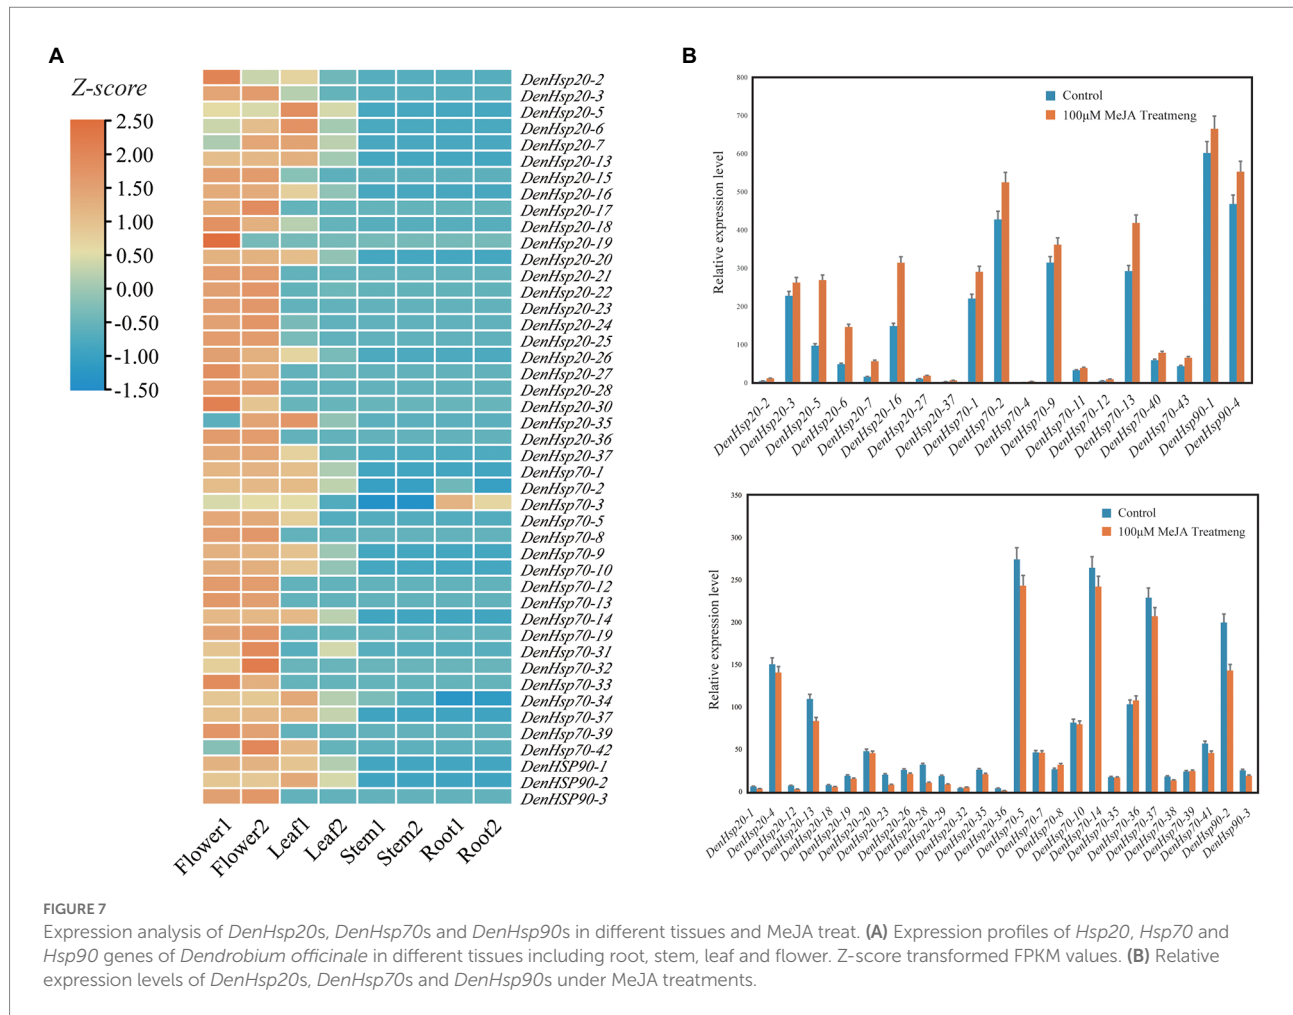 A
Z-score
2.50
2.00
1.50
1.00
0.50
0.00
-0.50
-1.00
-1.50
DenHsp20-2
DenHsp20-3
DenHsp20-5
DenHsp20-6
DenHsp20-7
DenHsp20-13
DenHsp20-15
DenHsp20-16
DenHsp20-17
DenHsp20-18
DenHsp20-19
DenHsp20-20
DenHsp20-21
DenHsp20-22
DenHsp20-23
DenHsp20-24
DenHsp20-25
DenHsp20-26
DenHsp20-27
DenHsp20-28
DenHsp20-30
DenHsp20-35
DenHsp20-36
DenHsp20-37
DenHsp70-1
DenHsp70-2
DenHsp70-3
DenHsp70-5
DenHsp70-8
DenHsp70-9
DenHsp70-10
DenHsp70-12
DenHsp70-13
DenHsp70-14
DenHsp70-19
DenHsp70-31
DenHsp70-32
DenHsp70-33
DenHsp70-34
DenHsp70-37
DenHsp70-39
DenHsp70-42
DenHSP90-1
DenHSP90-2
DenHSP90-3
Flower1
Flower2
Leaf1
Leaf2
Stem1
Stem2
Root1
Root2
B
Relative expression level
800
700
600
500
400
300
200
100
0
Control
100μM MeJA Treatmeng
DenHsp20-2
DenHsp20-3
DenHsp20-5
DenHsp20-6
DenHsp20-7
DenHsp20-16
DenHsp20-27
DenHsp20-37
DenHsp70-1
DenHsp70-2
DenHsp70-4
DenHsp70-9
DenHsp70-11
DenHsp70-12
DenHsp70-13
DenHsp70-40
DenHsp70-43
DenHsp90-1
DenHsp90-4
Relative expression level
350
300
250
200
150
100
50
0
Control
100μM MeJA Treatmeng
DenHsp20-1
DenHsp20-4
DenHsp20-12
DenHsp20-13
DenHsp20-18
DenHsp20-19
DenHsp20-20
DenHsp20-23
DenHsp20-26
DenHsp20-28
DenHsp20-29
DenHsp20-32
DenHsp20-35
DenHsp20-36
DenHsp70-5
DenHsp70-7
DenHsp70-8
DenHsp70-10
DenHsp70-14
DenHsp70-35
DenHsp70-36
DenHsp70-37
DenHsp70-38
DenHsp70-39
DenHsp70-41
DenHsp90-2
DenHsp90-3
FIGURE 7
Expression analysis of DenHsp20s, DenHsp70s and DenHsp90s in different tissues and MeJA treat. (A) Expression profiles of Hsp20, Hsp70 and
Hsp90 genes of Dendrobium officinale in different tissues including root, stem, leaf and flower. Z-score transformed FPKM values. (B) Relative
expression levels of DenHsp20s, DenHsp70s and DenHsp90s under MeJA treatments.